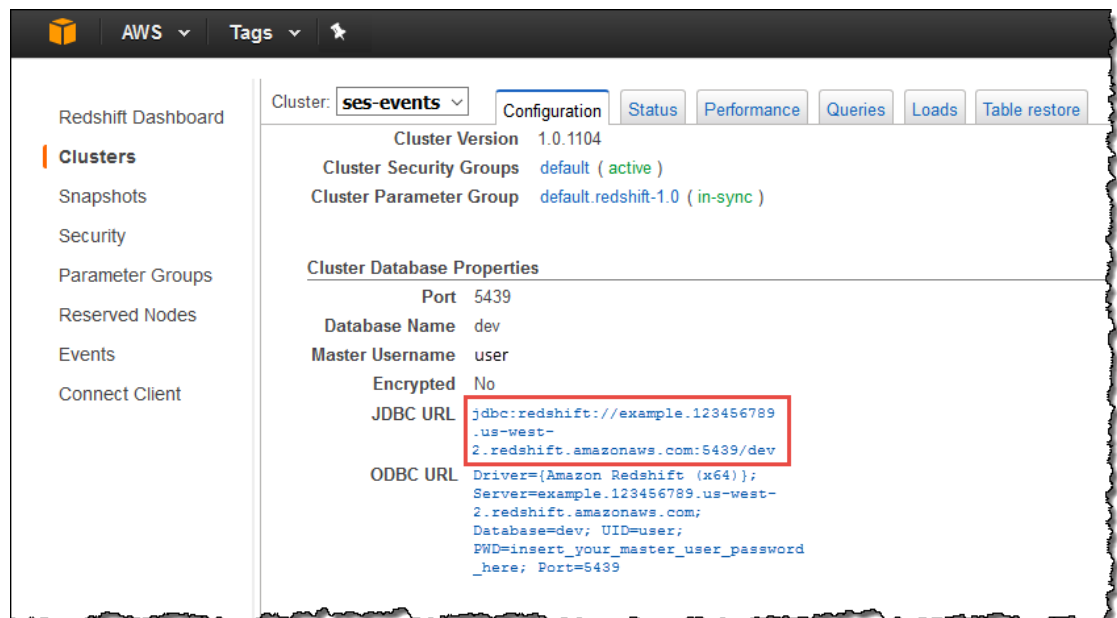 AWS Tags
Redshift Dashboard
Clusters
Snapshots
Security
Parameter Groups
Reserved Nodes
Events
Connect Client
Cluster: ses-events Configuration Status Performance Queries Loads Table restore
Cluster Version 1.0.1104
Cluster Security Groups default ( active )
Cluster Parameter Group default.redshift-1.0 ( in-sync )
Cluster Database Properties
Port 5439
Database Name dev
Master Username user
Encrypted No
JDBC URL jdbc:redshift://example.123456789
.us-west-
2.redshift.amazonaws.com:5439/dev
ODBC URL Driver={Amazon Redshift (x64)};
Server=example.123456789.us-west-
2.redshift.amazonaws.com;
Database=dev; UID=user;
PWD=insert_your_master_user_password
_here; Port=5439